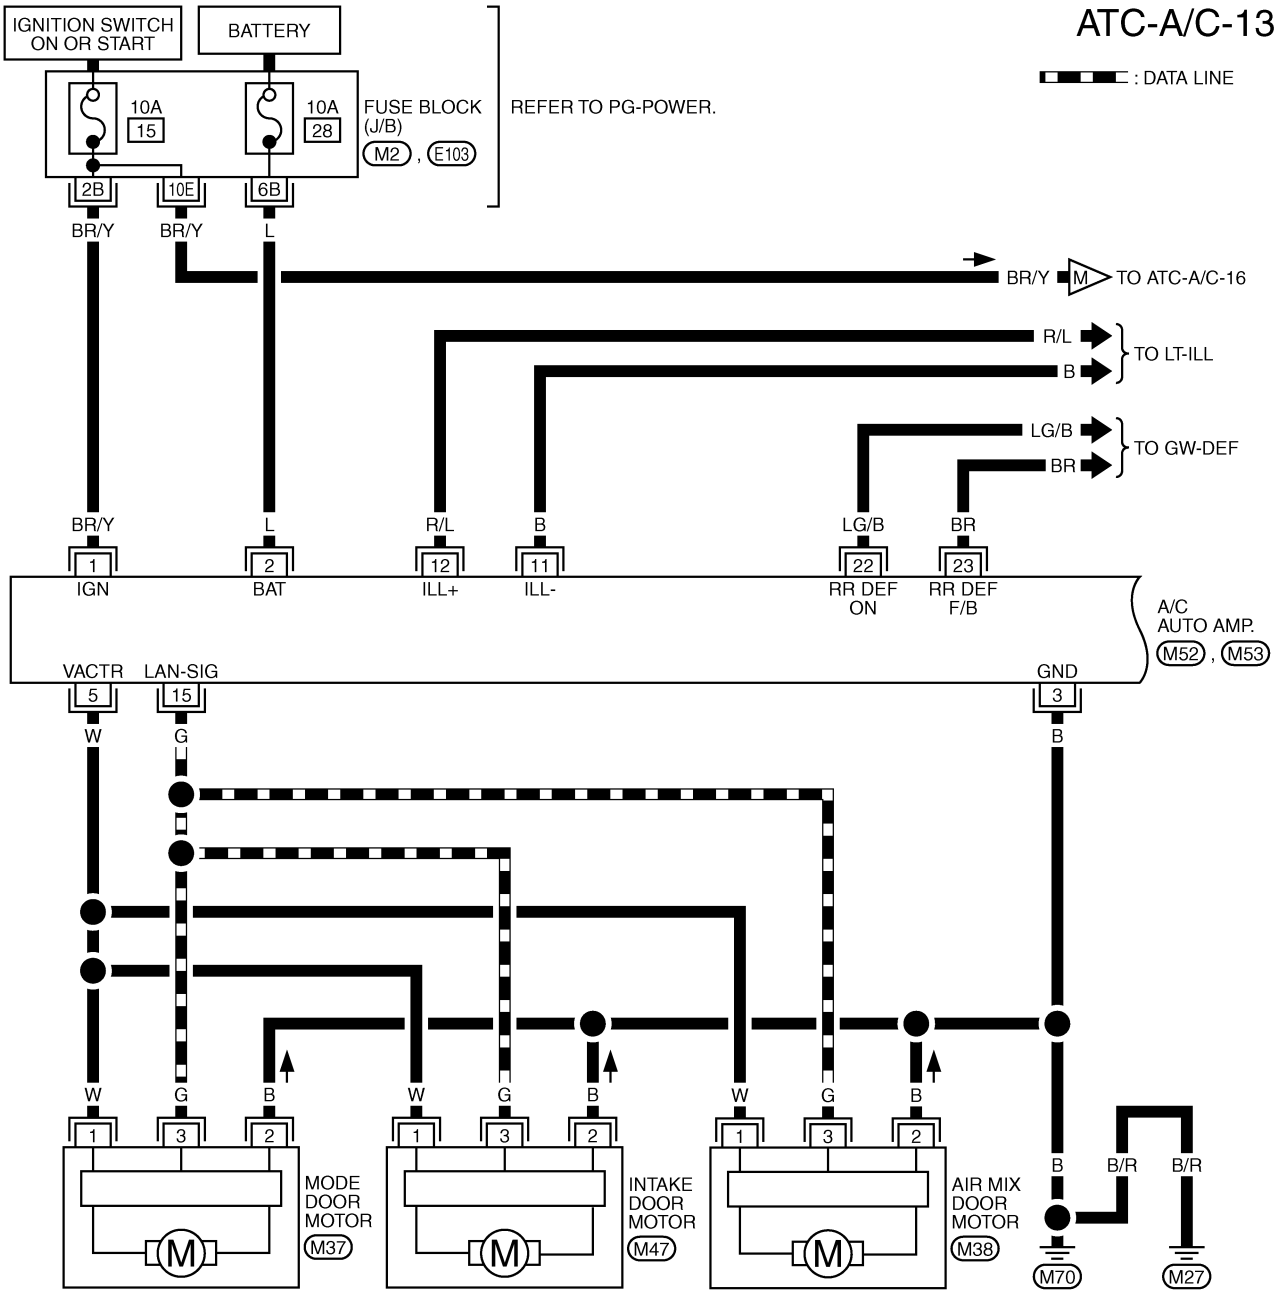 ATC-A/C-13
IGNITION SWITCH
ON OR START
BATTERY
: DATA LINE
10A
15
10A
28
FUSE BLOCK
(J/B)
M2 , E103
REFER TO PG-POWER.
2B 10E 6B
BR/Y BR/Y L
BR/Y M TO ATC-A/C-16
R/L
B
TO LT-ILL
LG/B
BR
TO GW-DEF
BR/Y L R/L B LG/B BR
1 2 12 11 22 23
IGN BAT ILL+ ILL- RR DEF RR DEF
ON F/B
A/C
AUTO AMP.
M52 , M53
VACTR LAN-SIG GND
5 15 3
W G B
W G B W G B W G B
1 3 2 1 3 2 1 3 2
B B/R B/R
MODE
DOOR
MOTOR
M37
INTAKE
DOOR
MOTOR
M47
AIR MIX
DOOR
MOTOR
M38
M M M
M70 M27